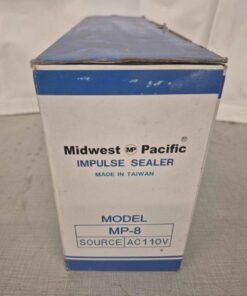 Midwest MP Pacific ®
IMPULSE SEALER
MADE IN TAIWAN
MODEL
MP-8
SOURCE AC110V